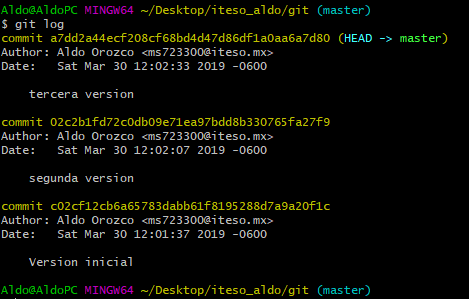 Aldo@AldoPC MINGW64 ~/Desktop/iteso_aldo/git (master)
$ git log
commit a7dd2a44ecf208cf68bd4d47d86df1a0aa6a7d80 (HEAD -> master)
Author: Aldo Orozco <ms723300@iteso.mx>
Date:   Sat Mar 30 12:02:33 2019 -0600
    tercera version
commit 02c2b1fd72c0db09e71ea97bdd8b330765fa27f9
Author: Aldo Orozco <ms723300@iteso.mx>
Date:   Sat Mar 30 12:02:07 2019 -0600
    segunda version
commit c02cf12cb6a65783dabb61f8195288d7a9a20f1c
Author: Aldo Orozco <ms723300@iteso.mx>
Date:   Sat Mar 30 12:01:37 2019 -0600
    Version inicial
Aldo@AldoPC MINGW64 ~/Desktop/iteso_aldo/git (master)